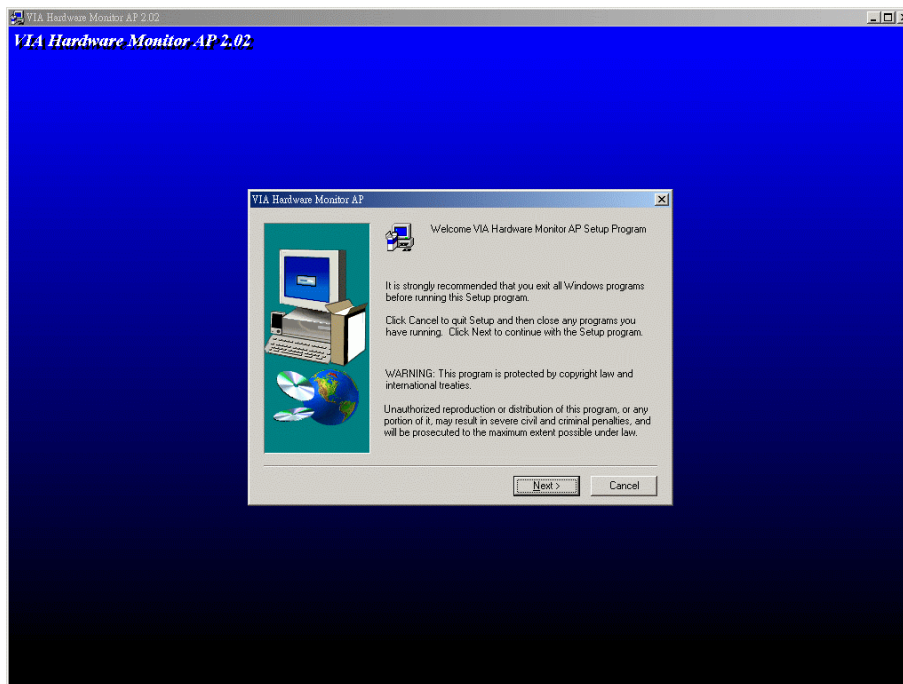 VIA Hardware Monitor AP 2.02
VIA Hardware Monitor AP 2.02
VIA Hardware Monitor AP
Welcome VIA Hardware Monitor AP Setup Program
It is strongly recommended that you exit all Windows programs
before running this Setup program.
Click Cancel to quit Setup and then close any programs you
have running. Click Next to continue with the Setup program.
WARNING: This program is protected by copyright law and
international treaties.
Unauthorized reproduction or distribution of this program, or any
portion of it, may result in severe civil and criminal penalties, and
will be prosecuted to the maximum extent possible under law.
Next >
Cancel